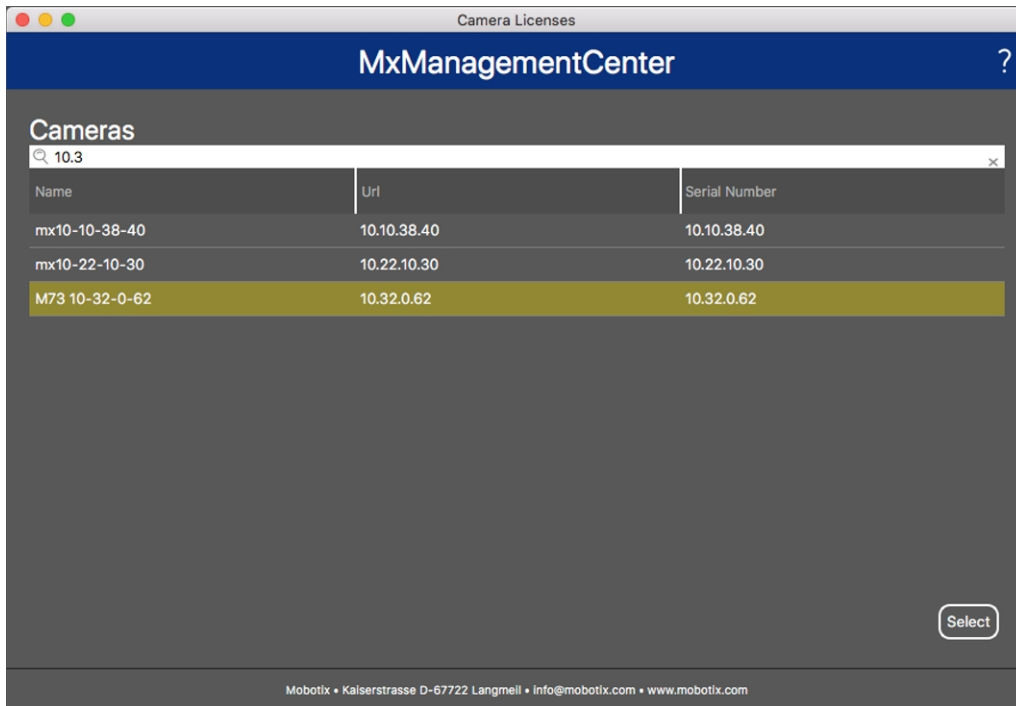 Camera Licenses
MxManagementCenter ?
Cameras
10.3 ×
Name Url Serial Number
mx10-10-38-40 10.10.38.40 10.10.38.40
mx10-22-10-30 10.22.10.30 10.22.10.30
M73 10-32-0-62 10.32.0.62 10.32.0.62
Select
Mobotix • Kaiserstrasse D-67722 Langmeil • info@mobotix.com • www.mobotix.com